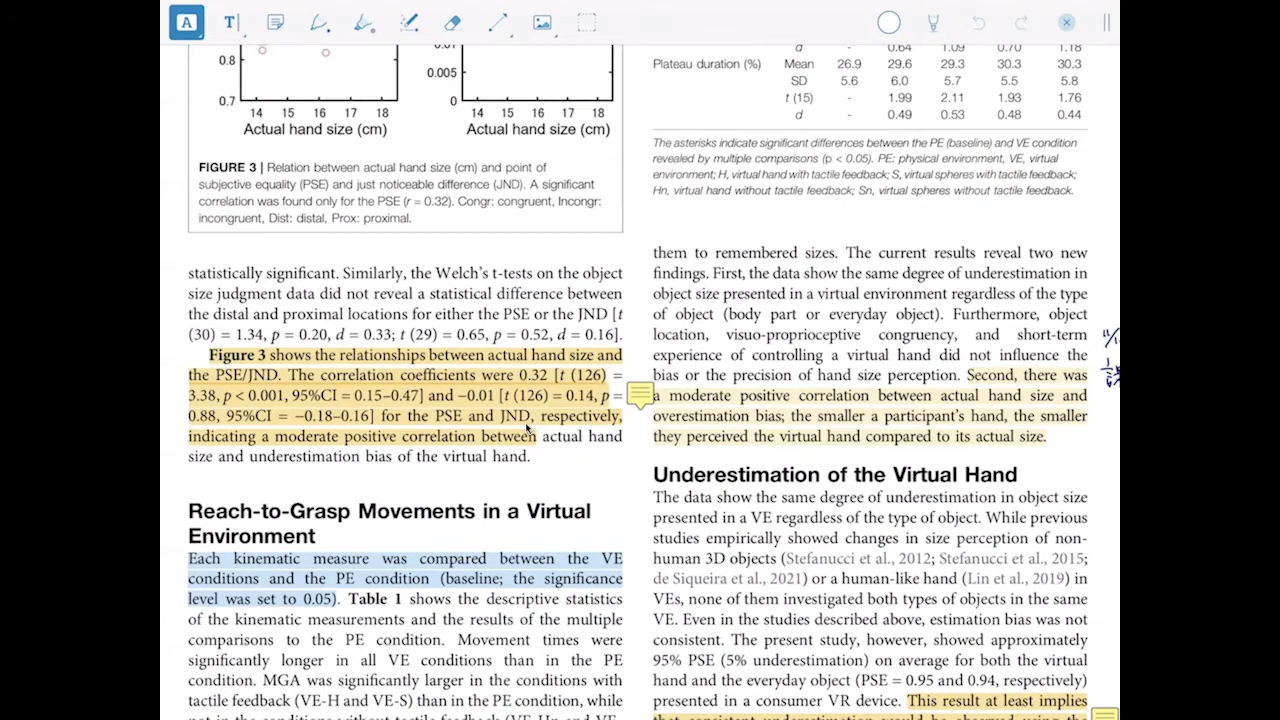 A
T
0.8
0.7
14 15 16 17 18
Actual hand size (cm)
0.01
0.005
0
14 15 16 17 18
Actual hand size (cm)
FIGURE 3 | Relation between actual hand size (cm) and point of
subjective equality (PSE) and just noticeable difference (JND). A significant
correlation was found only for the PSE (r = 0.32). Congr: congruent, Incongr:
incongruent, Dist: distal, Prox: proximal.
statistically significant. Similarly, the Welch's t-tests on the object
size judgment data did not reveal a statistical difference between
the distal and proximal locations for either the PSE or the JND [t
(30) = 1.34, p = 0.20, d = 0.33; t (29) = 0.65, p = 0.52, d = 0.16].
Figure 3 shows the relationships between actual hand size and
the PSE/JND. The correlation coefficients were 0.32 [t (126) =
3.38, p < 0.001, 95%CI = 0.15–0.47] and −0.01 [t (126) = 0.14, p =
0.88, 95%CI = −0.18–0.16] for the PSE and JND, respectively,
indicating a moderate positive correlation between actual hand
size and underestimation bias of the virtual hand.
Reach-to-Grasp Movements in a Virtual
Environment
Each kinematic measure was compared between the VE
conditions and the PE condition (baseline; the significance
level was set to 0.05). Table 1 shows the descriptive statistics
of the kinematic measurements and the results of the multiple
comparisons to the PE condition. Movement times were
significantly longer in all VE conditions than in the PE
condition. MGA was significantly larger in the conditions with
tactile feedback (VE-H and VE-S) than in the PE condition, while
not in the conditions without tactile feedback (VE-Hn and VE-
d - 0.64 1.09 0.70 1.18
Plateau duration (%) Mean 26.9 29.6 29.3 30.3 30.3
SD 5.6 6.0 5.7 5.5 5.8
t (15) - 1.99 2.11 1.93 1.76
d - 0.49 0.53 0.48 0.44
The asterisks indicate significant differences between the PE (baseline) and VE condition
revealed by multiple comparisons (p < 0.05). PE: physical environment, VE, virtual
environment; H, virtual hand with tactile feedback; S, virtual spheres with tactile feedback;
Hn, virtual hand without tactile feedback; Sn, virtual spheres without tactile feedback.
them to remembered sizes. The current results reveal two new
findings. First, the data show the same degree of underestimation in
object size presented in a virtual environment regardless of the type
of object (body part or everyday object). Furthermore, object
location, visuo-proprioceptive congruency, and short-term
experience of controlling a virtual hand did not influence the
bias or the precision of hand size perception. Second, there was
a moderate positive correlation between actual hand size and
overestimation bias; the smaller a participant's hand, the smaller
they perceived the virtual hand compared to its actual size.
Underestimation of the Virtual Hand
The data show the same degree of underestimation in object size
presented in a VE regardless of the type of object. While previous
studies empirically showed changes in size perception of non-
human 3D objects (Stefanucci et al., 2012; Stefanucci et al., 2015;
de Siqueira et al., 2021) or a human-like hand (Lin et al., 2019) in
VEs, none of them investigated both types of objects in the same
VE. Even in the studies described above, estimation bias was not
consistent. The present study, however, showed approximately
95% PSE (5% underestimation) on average for both the virtual
hand and the everyday object (PSE = 0.95 and 0.94, respectively)
presented in a consumer VR device. This result at least implies
that consistent underestimation would be observed using the